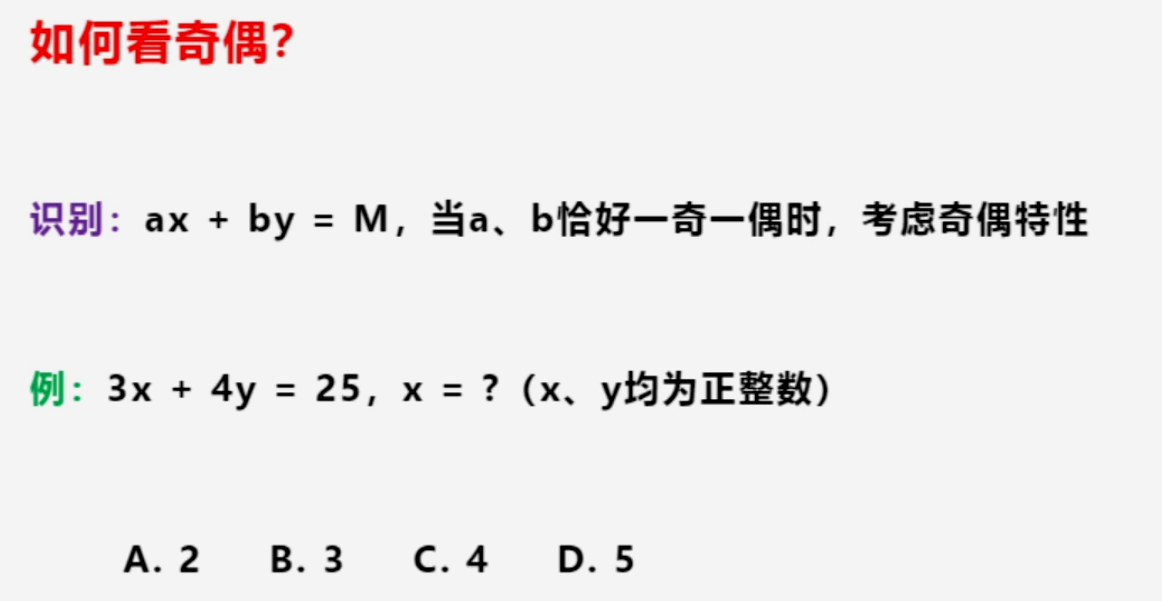 如何看奇偶？
识别：ax + by = M，当a、b恰好一奇一偶时，考虑奇偶特性
例：3x + 4y = 25，x = ?（x、y均为正整数）
A. 2 B. 3 C. 4 D. 5